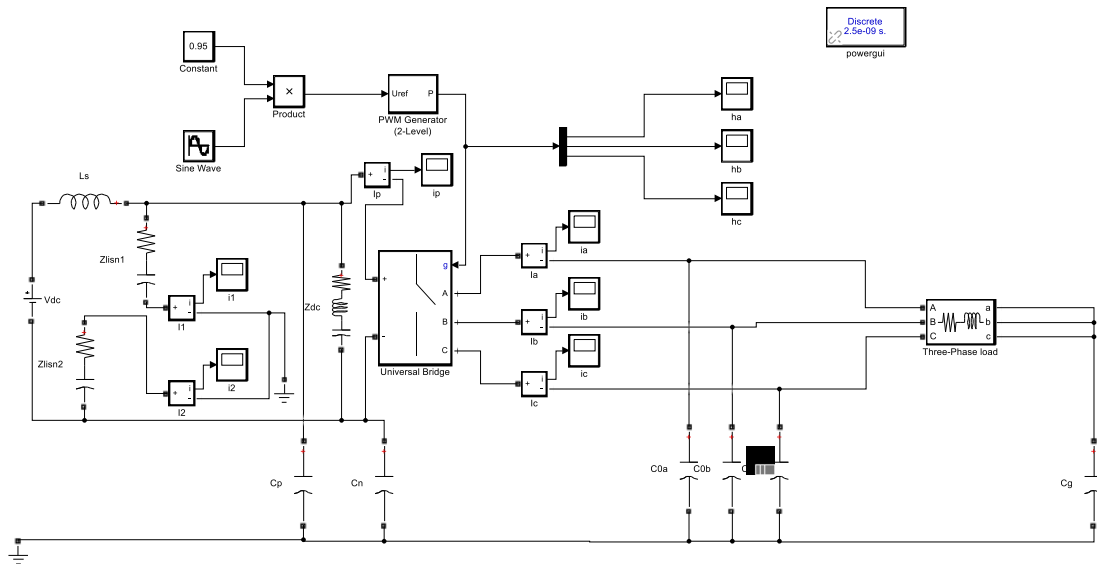 Discrete
2.5e-09 s.
powergui
0.95
Constant
×
Product
Uref P
PWM Generator
(2-Level)
Sine Wave
ha
hb
hc
Ls
+
i
-
Ip
ip
Zlisn1
i1
+
i
-
I1
Vdc
Zlisn2
i2
+
i
-
I2
Zdc
g
+
A
B
-
C
Universal Bridge
ia
+
i
-
Ia
ib
+
i
-
Ib
ic
+
i
-
Ic
A a
B b
C c
Three-Phase load
Cp
Cn
C0a
C0b
Cg